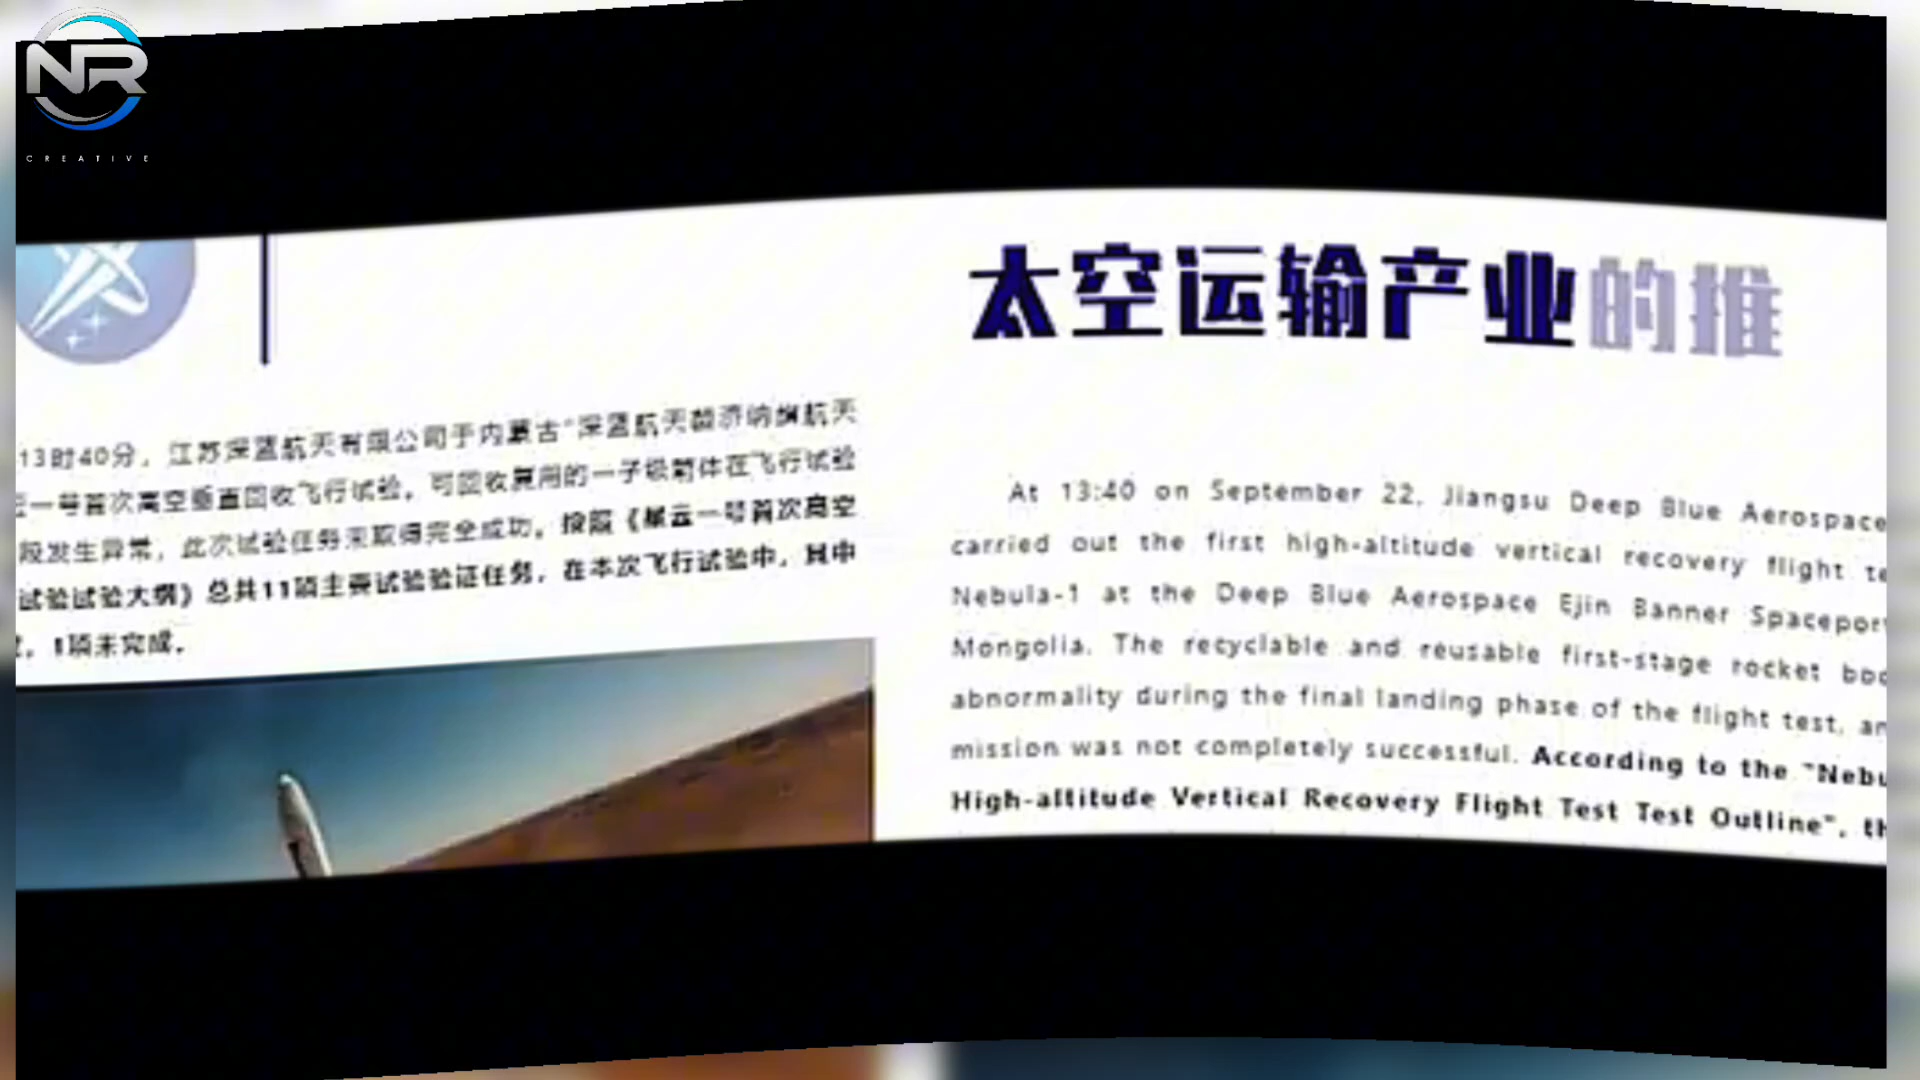 NR
CREATIVE
太空运输产业的推
13时40分，江苏深蓝航天有限公司于内蒙古“深蓝航天额济纳旗航天
一号首次高空垂直回收飞行试验，可回收复用的一子级箭体在飞行试验
段发生异常，此次试验任务未取得完全成功。按照《星云一号首次高空
试验试验大纲》总共11项主要试验验证任务，在本次飞行试验中，其中
，1项未完成。
At 13:40 on September 22, Jiangsu Deep Blue Aerospace
carried out the first high-altitude vertical recovery flight te
Nebula-1 at the Deep Blue Aerospace Ejin Banner Spacepor
Mongolia. The recyclable and reusable first-stage rocket bod
abnormality during the final landing phase of the flight test, an
mission was not completely successful. According to the "Nebu
High-altitude Vertical Recovery Flight Test Test Outline", th